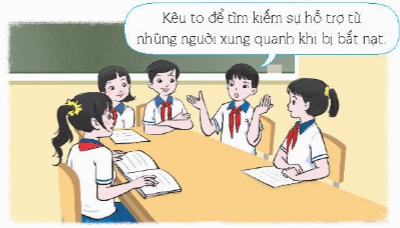 Kêu to để tìm kiếm sự hỗ trợ từ
những người xung quanh khi bị bắt nạt.